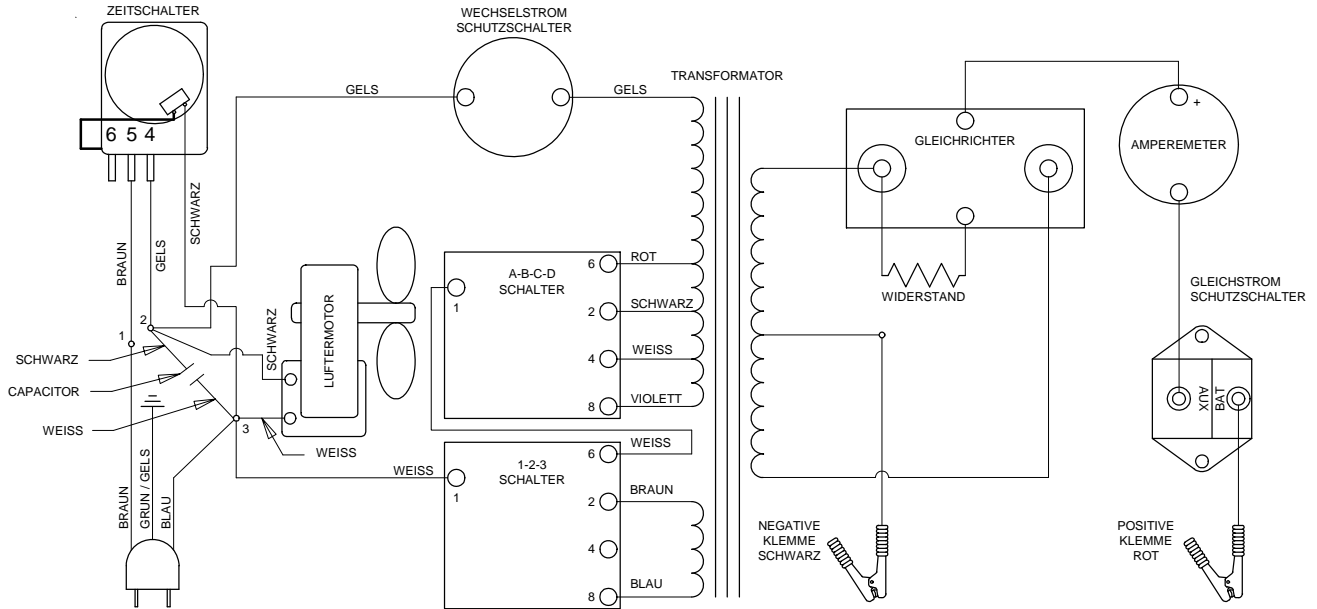 ZEITSCHALTER
6 5 4
BRAUN
GELS
SCHWARZ
1
2
SCHWARZ
CAPACITOR
WEISS
3
WEISS
BRAUN
GRUN / GELS
BLAU
GELS
WECHSELSTROM
SCHUTZSCHALTER
GELS
TRANSFORMATOR
SCHWARZ
LUFTERMOTOR
A-B-C-D
SCHALTER
1
6
ROT
2
SCHWARZ
4
WEISS
8
VIOLETT
WEISS
1-2-3
SCHALTER
1
6
WEISS
2
BRAUN
4
8
BLAU
GLEICHRICHTER
WIDERSTAND
+
AMPEREMETER
GLEICHSTROM
SCHUTZSCHALTER
AUX
BAT
NEGATIVE
KLEMME
SCHWARZ
POSITIVE
KLEMME
ROT